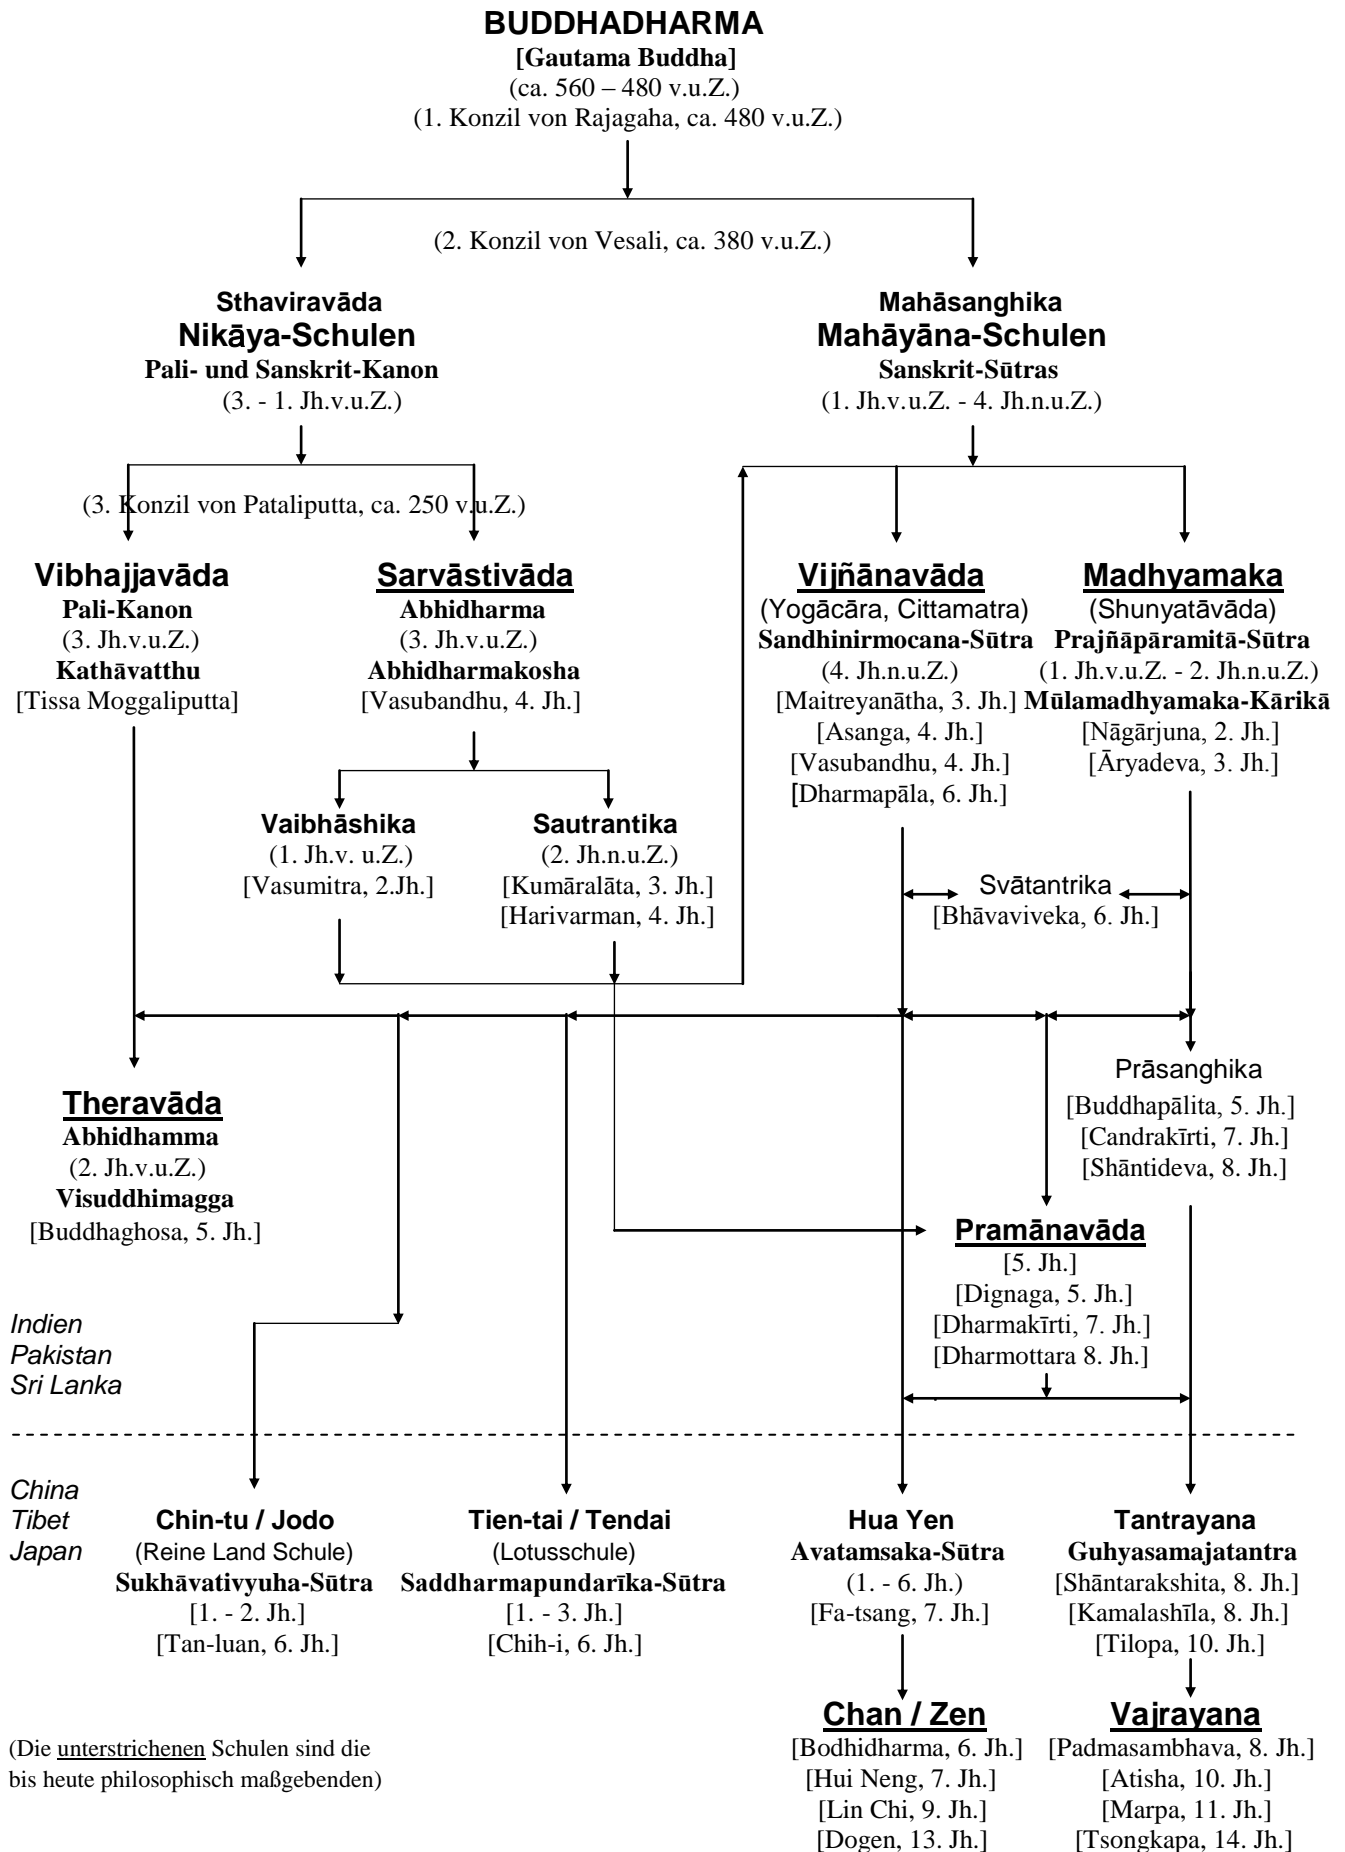 BUDDHADHARMA
[Gautama Buddha]
(ca. 560 – 480 v.u.Z.)
(1. Konzil von Rajagaha, ca. 480 v.u.Z.)
(2. Konzil von Vesali, ca. 380 v.u.Z.)
Sthaviravāda
Nikāya-Schulen
Pali- und Sanskrit-Kanon
(3. - 1. Jh.v.u.Z.)
Mahāsanghika
Mahāyāna-Schulen
Sanskrit-Sūtras
(1. Jh.v.u.Z. - 4. Jh.n.u.Z.)
(3. Konzil von Pataliputta, ca. 250 v.u.Z.)
Vibhajjavāda
Pali-Kanon
(3. Jh.v.u.Z.)
Kathāvatthu
[Tissa Moggaliputta]
Sarvāstivāda
Abhidharma
(3. Jh.v.u.Z.)
Abhidharmakosha
[Vasubandhu, 4. Jh.]
Vijñānavāda
(Yogācāra, Cittamatra)
Sandhinirmocana-Sūtra
(4. Jh.n.u.Z.)
[Maitreyanātha, 3. Jh.]
[Asanga, 4. Jh.]
[Vasubandhu, 4. Jh.]
[Dharmapāla, 6. Jh.]
Madhyamaka
(Shunyatāvāda)
Prajñāpāramitā-Sūtra
(1. Jh.v.u.Z. - 2. Jh.n.u.Z.)
Mūlamadhyamaka-Kārikā
[Nāgārjuna, 2. Jh.]
[Āryadeva, 3. Jh.]
Vaibhāshika
(1. Jh.v. u.Z.)
[Vasumitra, 2.Jh.]
Sautrantika
(2. Jh.n.u.Z.)
[Kumāralāta, 3. Jh.]
[Harivarman, 4. Jh.]
Svātantrika
[Bhāvaviveka, 6. Jh.]
Prāsanghika
[Buddhapālita, 5. Jh.]
[Candrakīrti, 7. Jh.]
[Shāntideva, 8. Jh.]
Theravāda
Abhidhamma
(2. Jh.v.u.Z.)
Visuddhimagga
[Buddhaghosa, 5. Jh.]
Pramānavāda
[5. Jh.]
[Dignaga, 5. Jh.]
[Dharmakīrti, 7. Jh.]
[Dharmottara 8. Jh.]
Indien
Pakistan
Sri Lanka
China
Tibet
Japan
Chin-tu / Jodo
(Reine Land Schule)
Sukhāvativyuha-Sūtra
[1. - 2. Jh.]
[Tan-luan, 6. Jh.]
Tien-tai / Tendai
(Lotusschule)
Saddharmapundarīka-Sūtra
[1. - 3. Jh.]
[Chih-i, 6. Jh.]
Hua Yen
Avatamsaka-Sūtra
(1. - 6. Jh.)
[Fa-tsang, 7. Jh.]
Tantrayana
Guhyasamajatantra
[Shāntarakshita, 8. Jh.]
[Kamalashīla, 8. Jh.]
[Tilopa, 10. Jh.]
Chan / Zen
[Bodhidharma, 6. Jh.]
[Hui Neng, 7. Jh.]
[Lin Chi, 9. Jh.]
[Dogen, 13. Jh.]
Vajrayana
[Padmasambhava, 8. Jh.]
[Atisha, 10. Jh.]
[Marpa, 11. Jh.]
[Tsongkapa, 14. Jh.]
(Die unterstrichenen Schulen sind die
bis heute philosophisch maßgebenden)